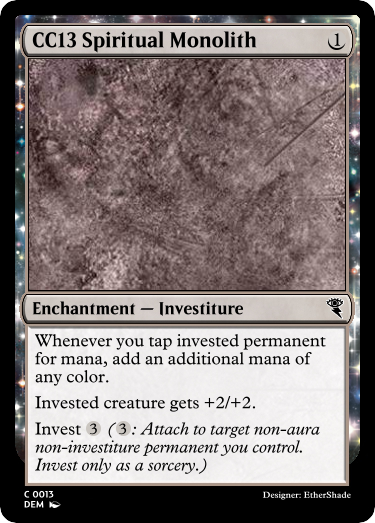 CC13 Spiritual Monolith 1
Enchantment — Investiture
Whenever you tap invested permanent
for mana, add an additional mana of
any color.
Invested creature gets +2/+2.
Invest 3 (3: Attach to target non-aura
non-investiture permanent you control.
Invest only as a sorcery.)
C 0013
DEM
Designer: EtherShade